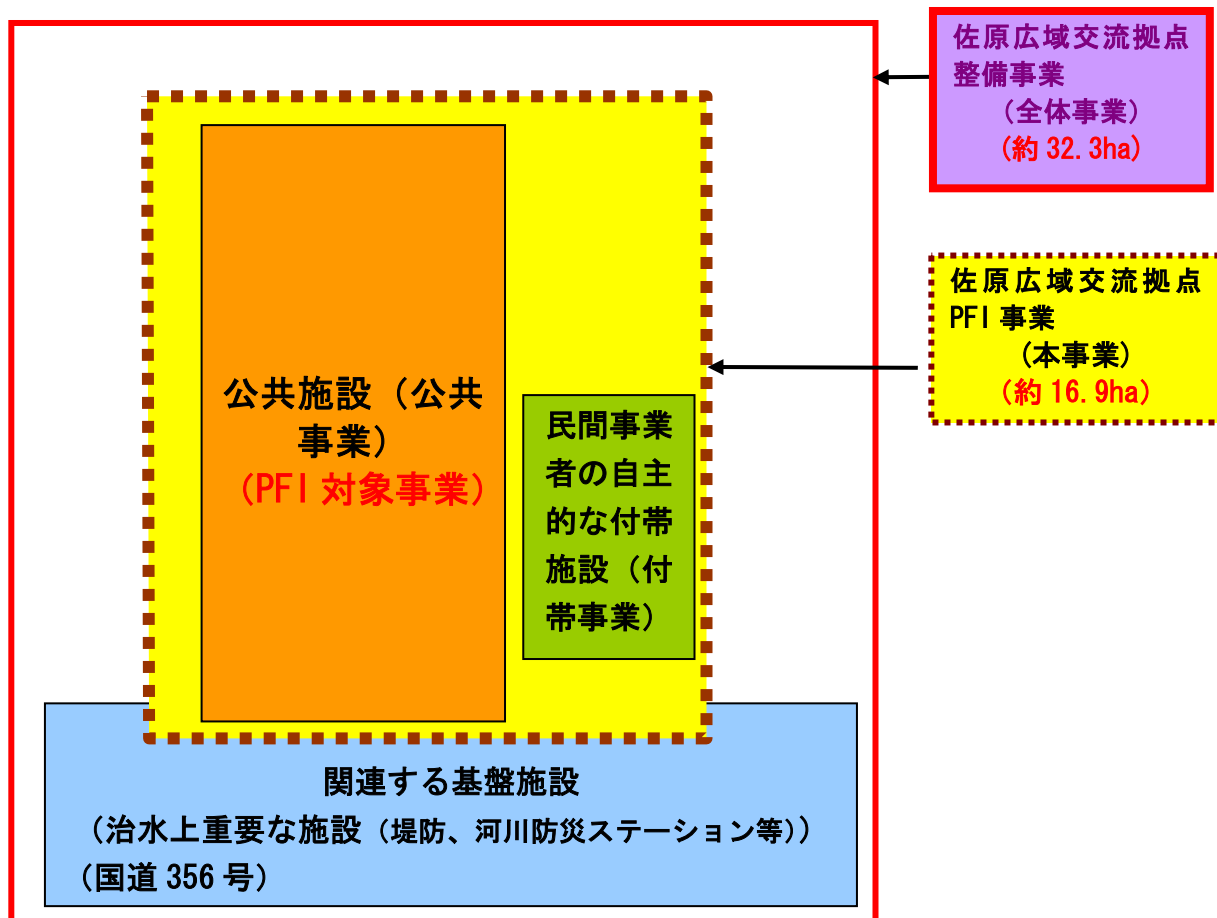 佐原広域交流拠点
整備事業
（全体事業）
（約 32.3ha）
佐原広域交流拠点
PFI 事業
（本事業）
（約 16.9ha）
公共施設（公共
事業）
（PFI 対象事業）
民間事業
者の自主
的な付帯
施設（付
帯事業）
関連する基盤施設
（治水上重要な施設（堤防、河川防災ステーション等））
（国道 356 号）